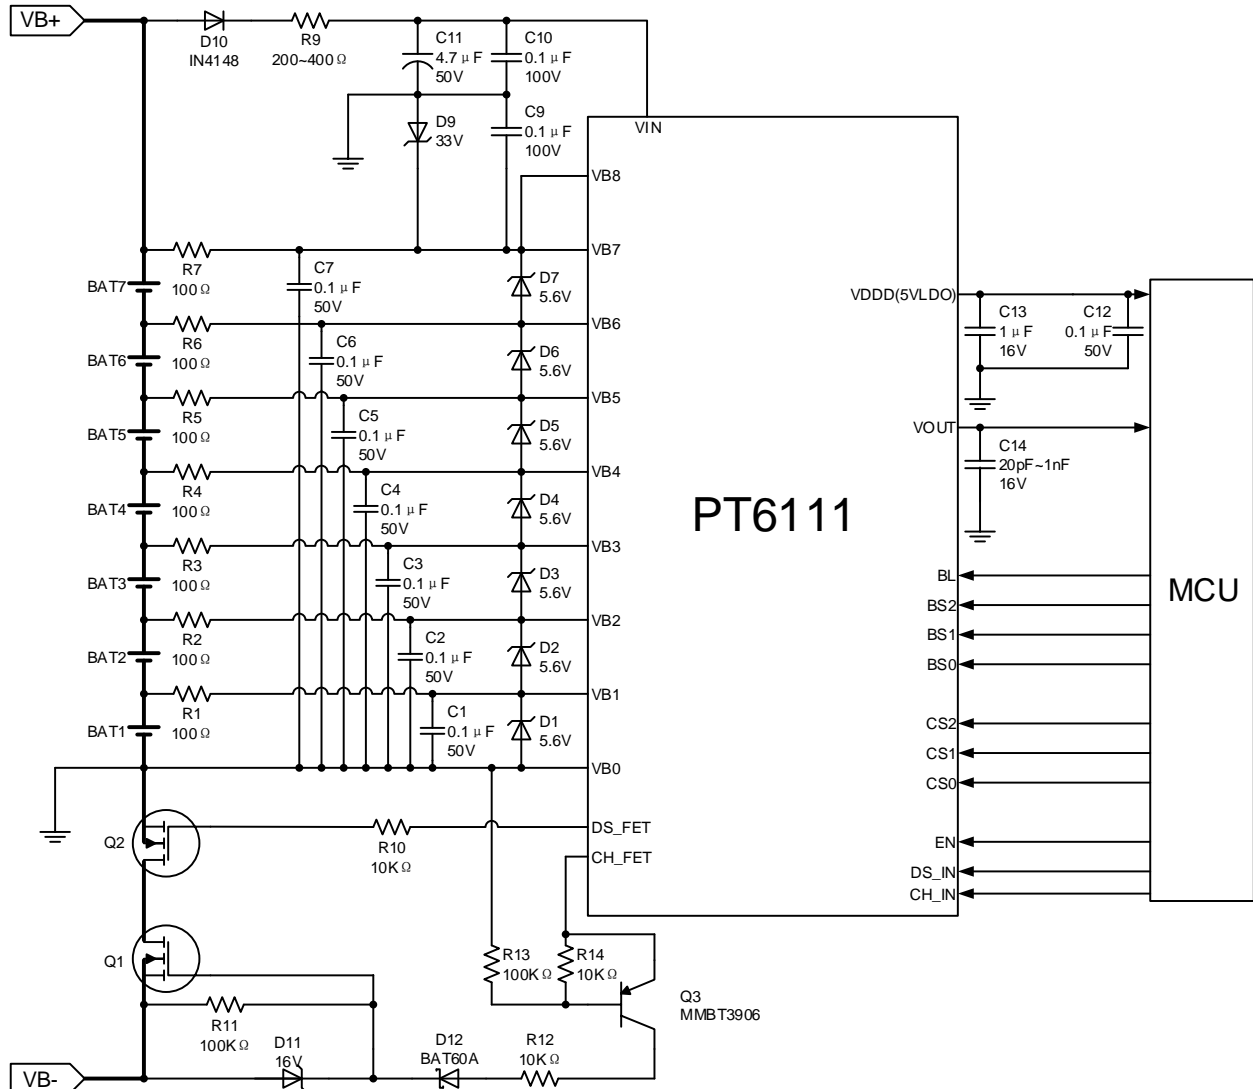 VB+
D10
IN4148
R9
200~400Ω
C11
4.7μF
50V
C10
0.1μF
100V
D9
33V
C9
0.1μF
100V
VIN
VB8
VB7
R7
100Ω
BAT7
C7
0.1μF
50V
D7
5.6V
VDDD(5VLDO)
C13
1μF
16V
C12
0.1μF
50V
VB6
R6
100Ω
BAT6
C6
0.1μF
50V
D6
5.6V
VB5
R5
100Ω
BAT5
C5
0.1μF
50V
D5
5.6V
VOUT
C14
20pF~1nF
16V
VB4
R4
100Ω
BAT4
C4
0.1μF
50V
D4
5.6V
PT6111
VB3
R3
100Ω
BAT3
C3
0.1μF
50V
D3
5.6V
BL
BS2
BS1
BS0
MCU
VB2
R2
100Ω
BAT2
C2
0.1μF
50V
D2
5.6V
VB1
R1
100Ω
BAT1
C1
0.1μF
50V
D1
5.6V
CS2
CS1
CS0
VB0
Q2
R10
10KΩ
DS_FET
CH_FET
EN
DS_IN
CH_IN
Q1
R13
100KΩ
R14
10KΩ
Q3
MMBT3906
R11
100KΩ
D11
16V
D12
BAT60A
R12
10KΩ
VB-